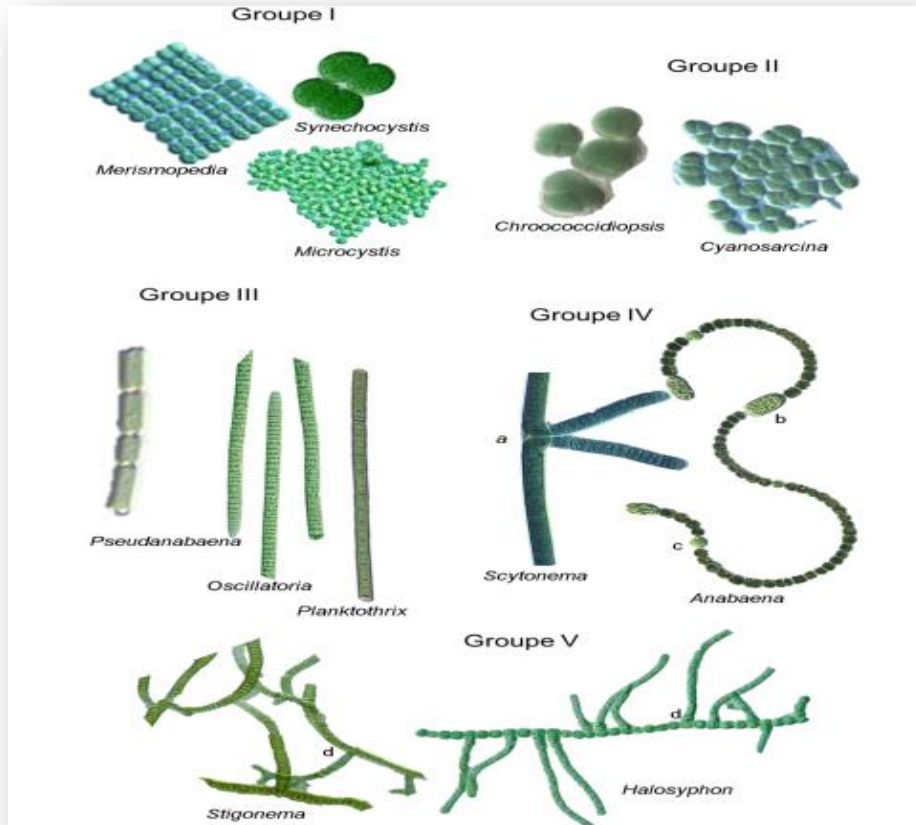 Groupe I
Synechocystis
Merismopedia
Microcystis
Groupe II
Chroococcidiopsis
Cyanosarcina
Groupe III
Pseudanabaena
Oscillatoria
Planktothrix
Groupe IV
a
b
c
Scytonema
Anabaena
Groupe V
d
d
Stigonema
Halosyphon